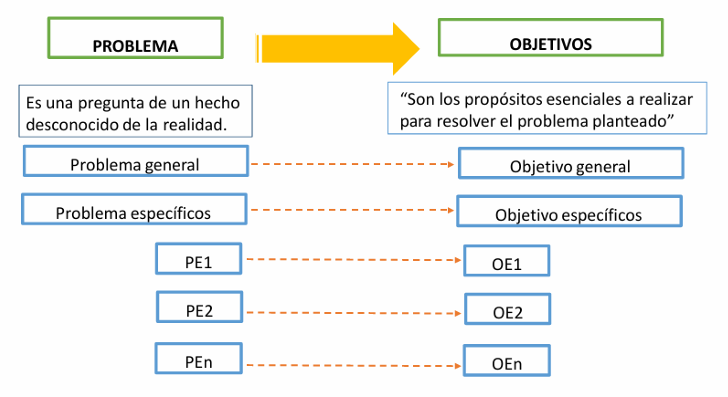 PROBLEMA
OBJETIVOS
Es una pregunta de un hecho
desconocido de la realidad.
“Son los propósitos esenciales a realizar
para resolver el problema planteado”
Problema general
Objetivo general
Problema específicos
Objetivo específicos
PE1
OE1
PE2
OE2
PEn
OEn